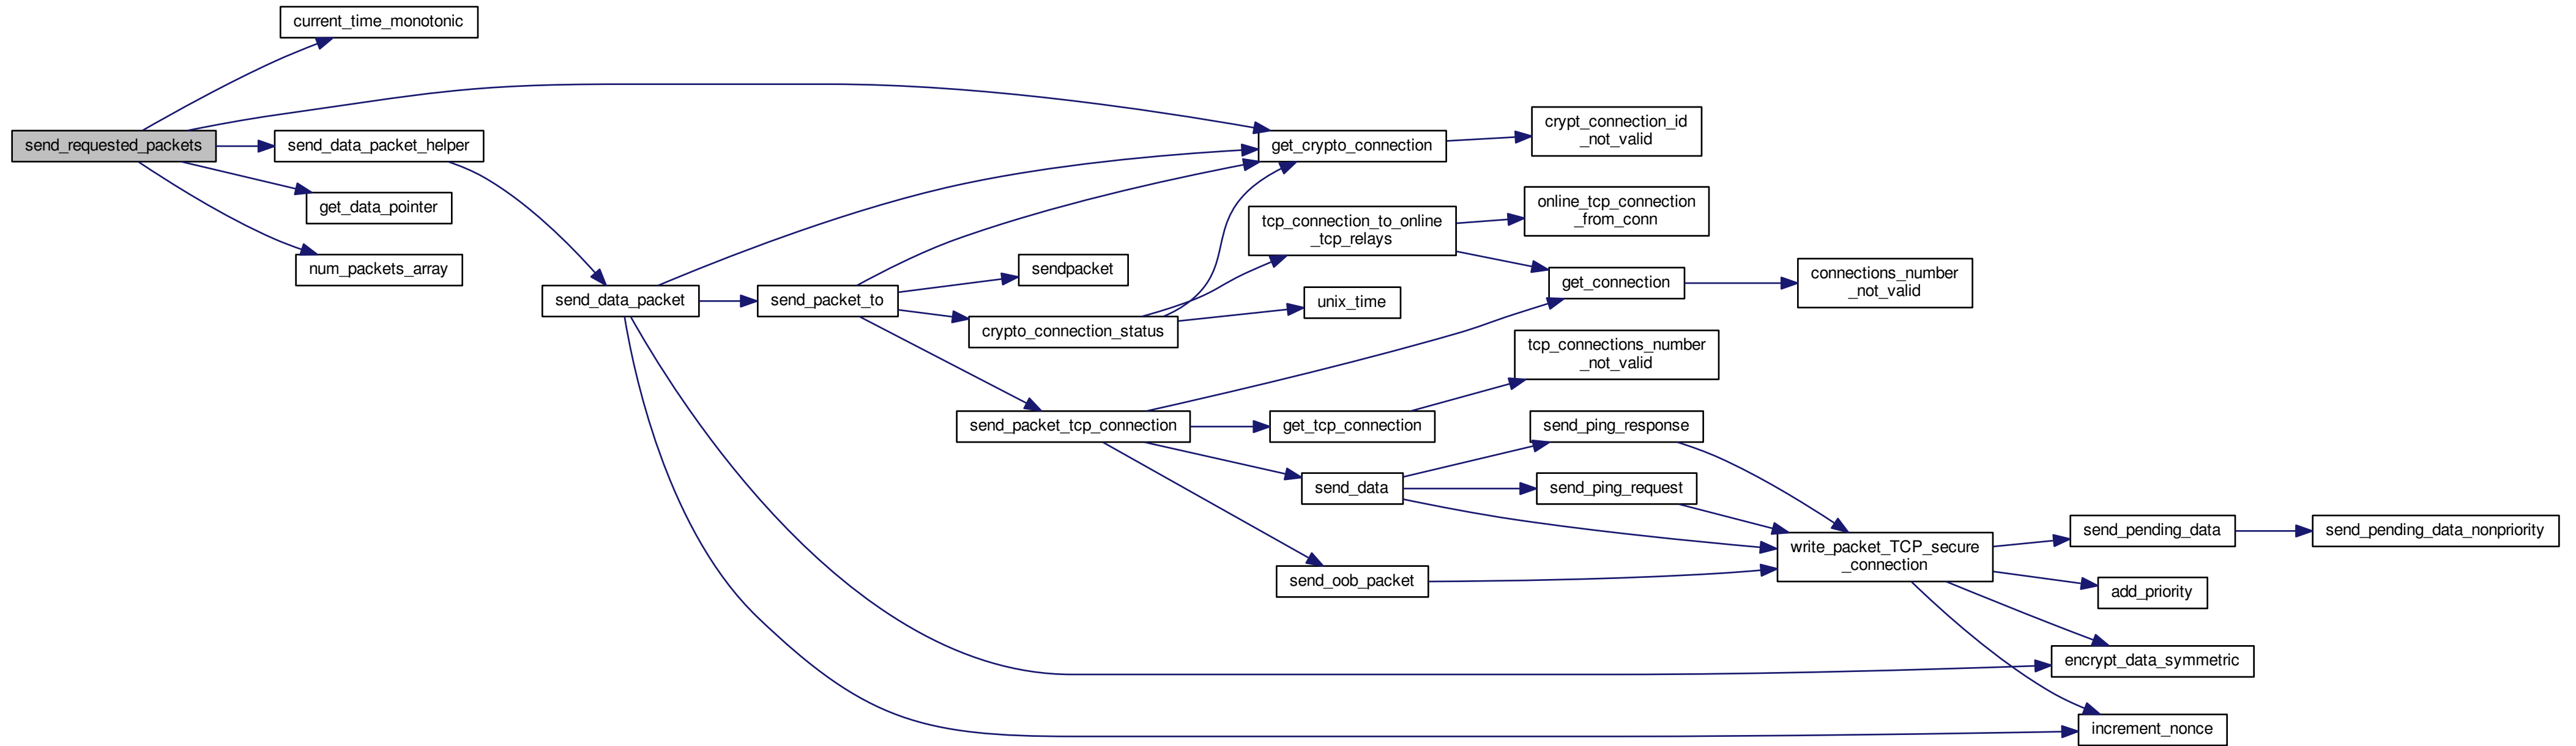 current_time_monotonic
send_requested_packets
send_data_packet_helper
get_data_pointer
num_packets_array
send_data_packet
send_packet_to
sendpacket
crypto_connection_status
send_packet_tcp_connection
get_crypto_connection
tcp_connection_to_online
_tcp_relays
unix_time
get_tcp_connection
send_data
send_oob_packet
crypt_connection_id
_not_valid
online_tcp_connection
_from_conn
get_connection
tcp_connections_number
_not_valid
send_ping_response
send_ping_request
connections_number
_not_valid
write_packet_TCP_secure
_connection
send_pending_data
send_pending_data_nonpriority
add_priority
encrypt_data_symmetric
increment_nonce